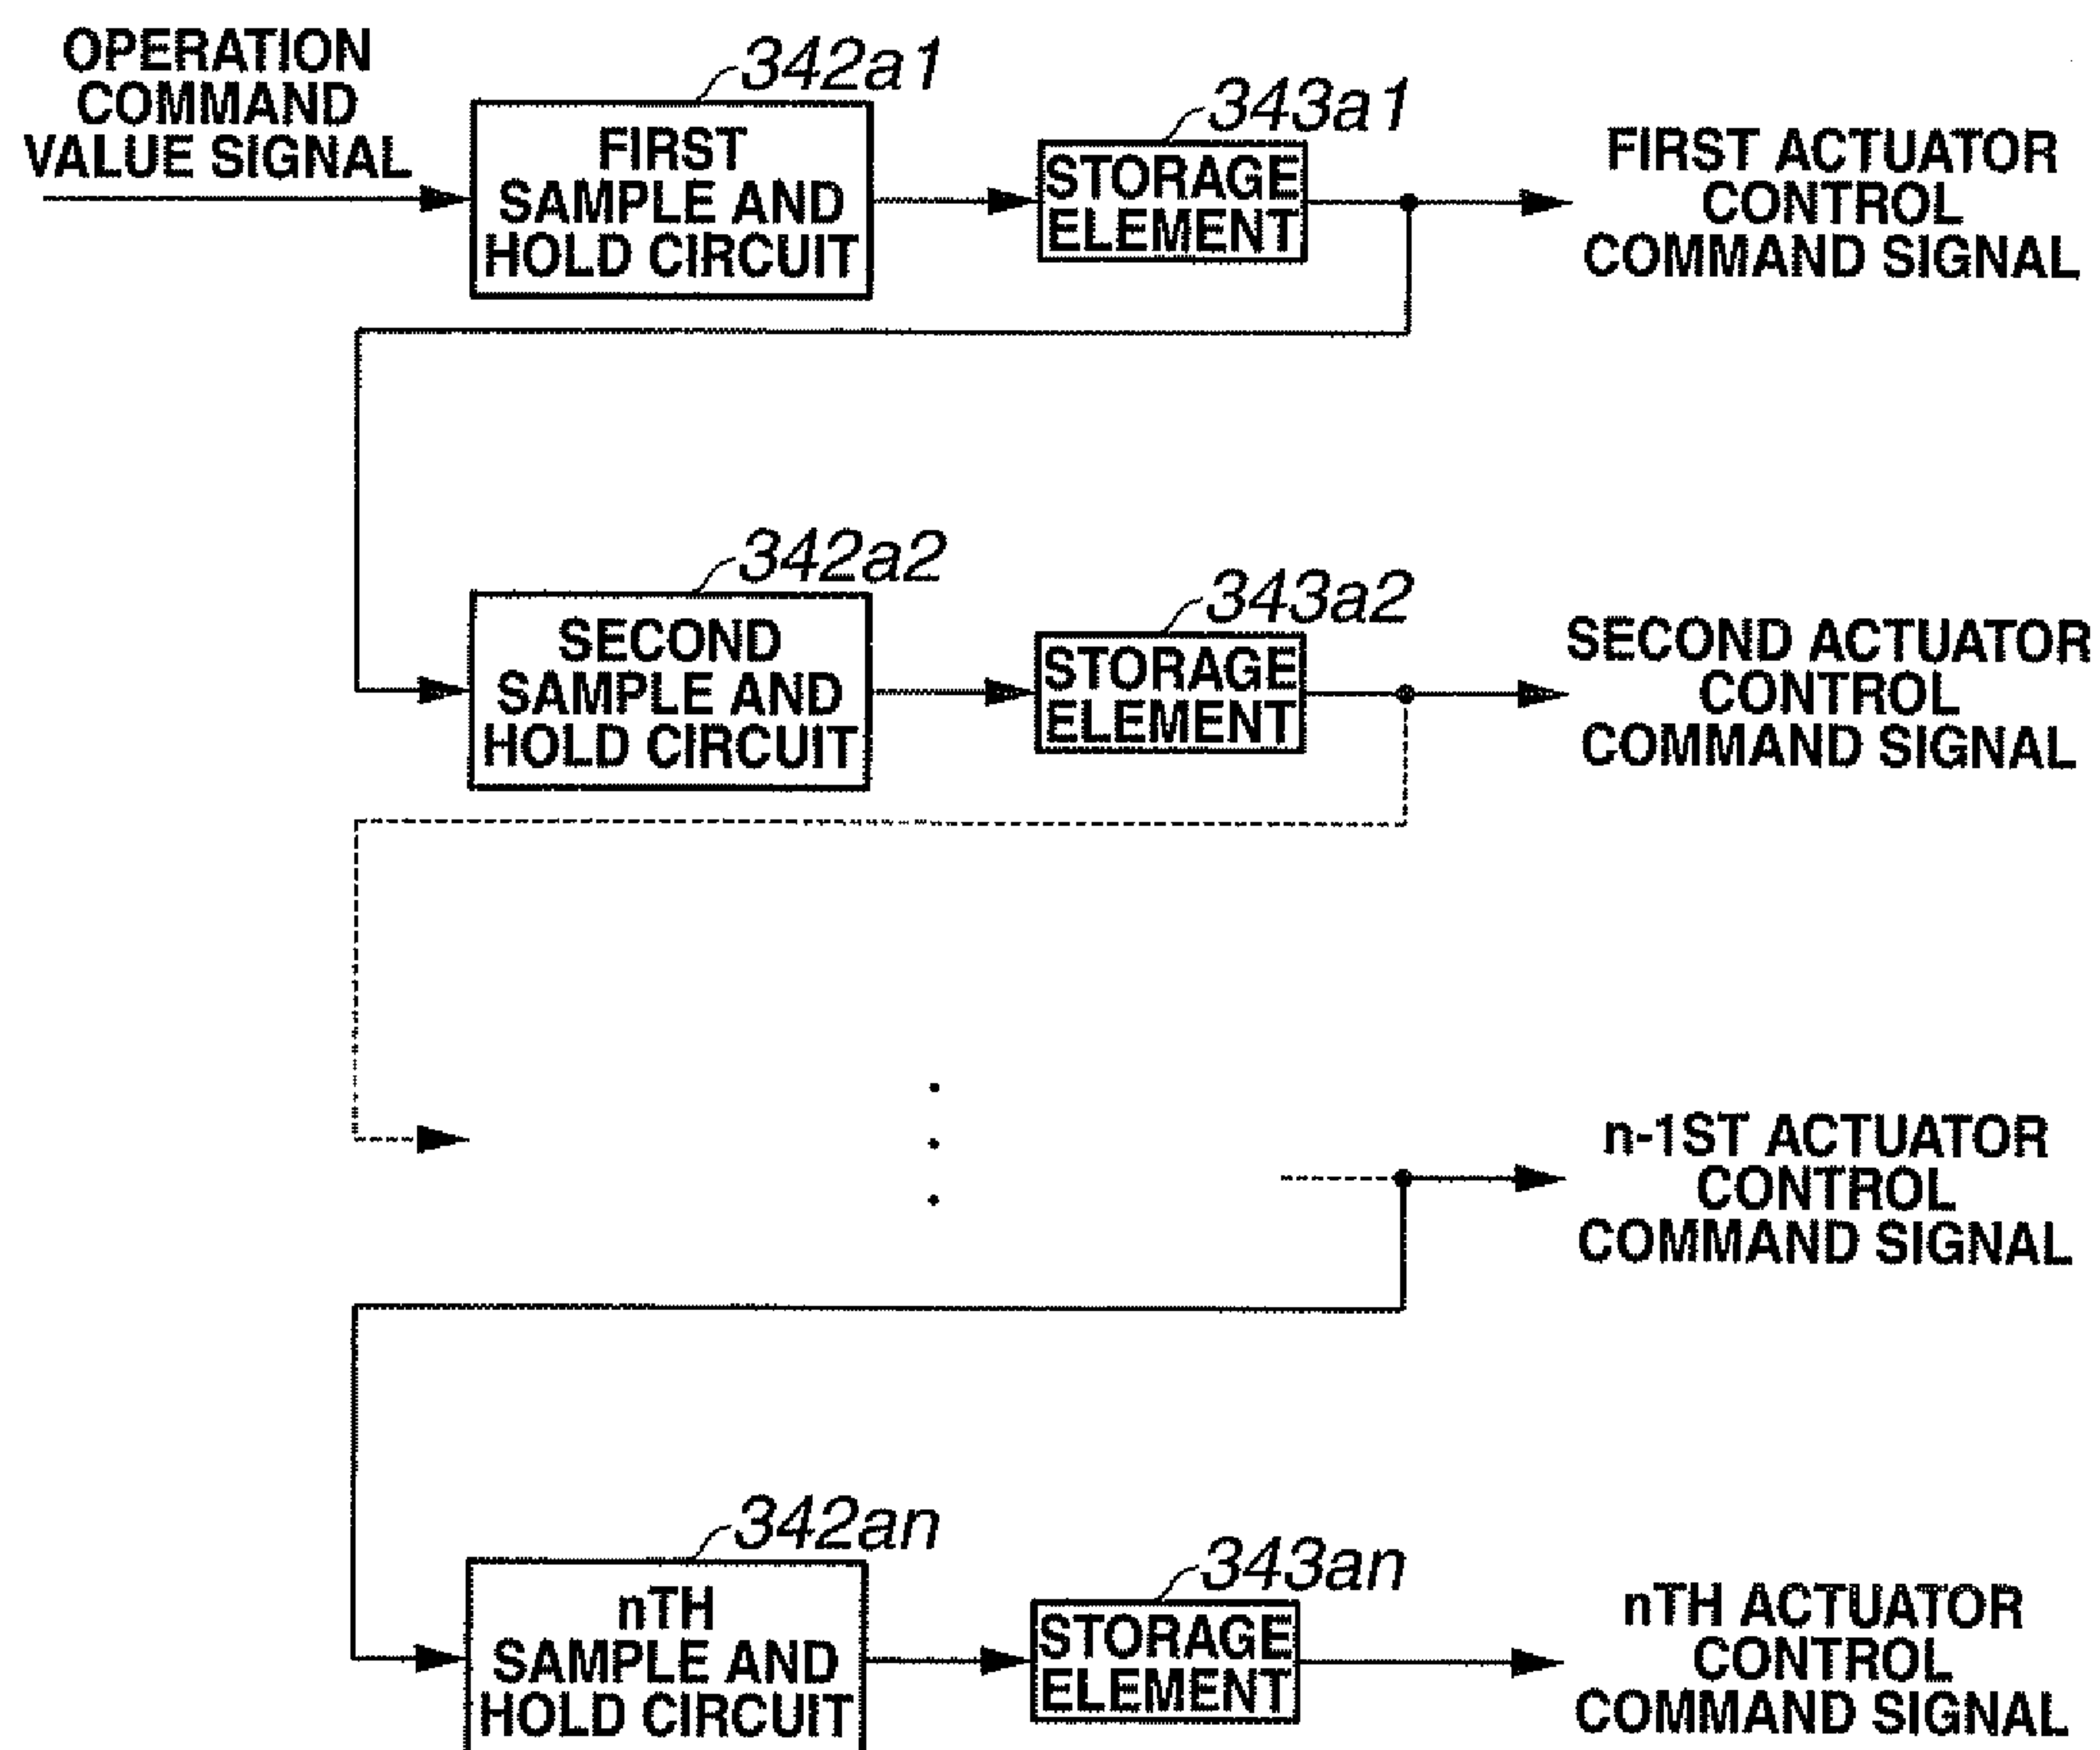 OPERATION
COMMAND
VALUE SIGNAL
342a1
FIRST
SAMPLE AND
HOLD CIRCUIT
343a1
STORAGE
ELEMENT
FIRST ACTUATOR
CONTROL
COMMAND SIGNAL
342a2
SECOND
SAMPLE AND
HOLD CIRCUIT
343a2
STORAGE
ELEMENT
SECOND ACTUATOR
CONTROL
COMMAND SIGNAL
n-1ST ACTUATOR
CONTROL
COMMAND SIGNAL
342an
nTH
SAMPLE AND
HOLD CIRCUIT
343an
STORAGE
ELEMENT
nTH ACTUATOR
CONTROL
COMMAND SIGNAL